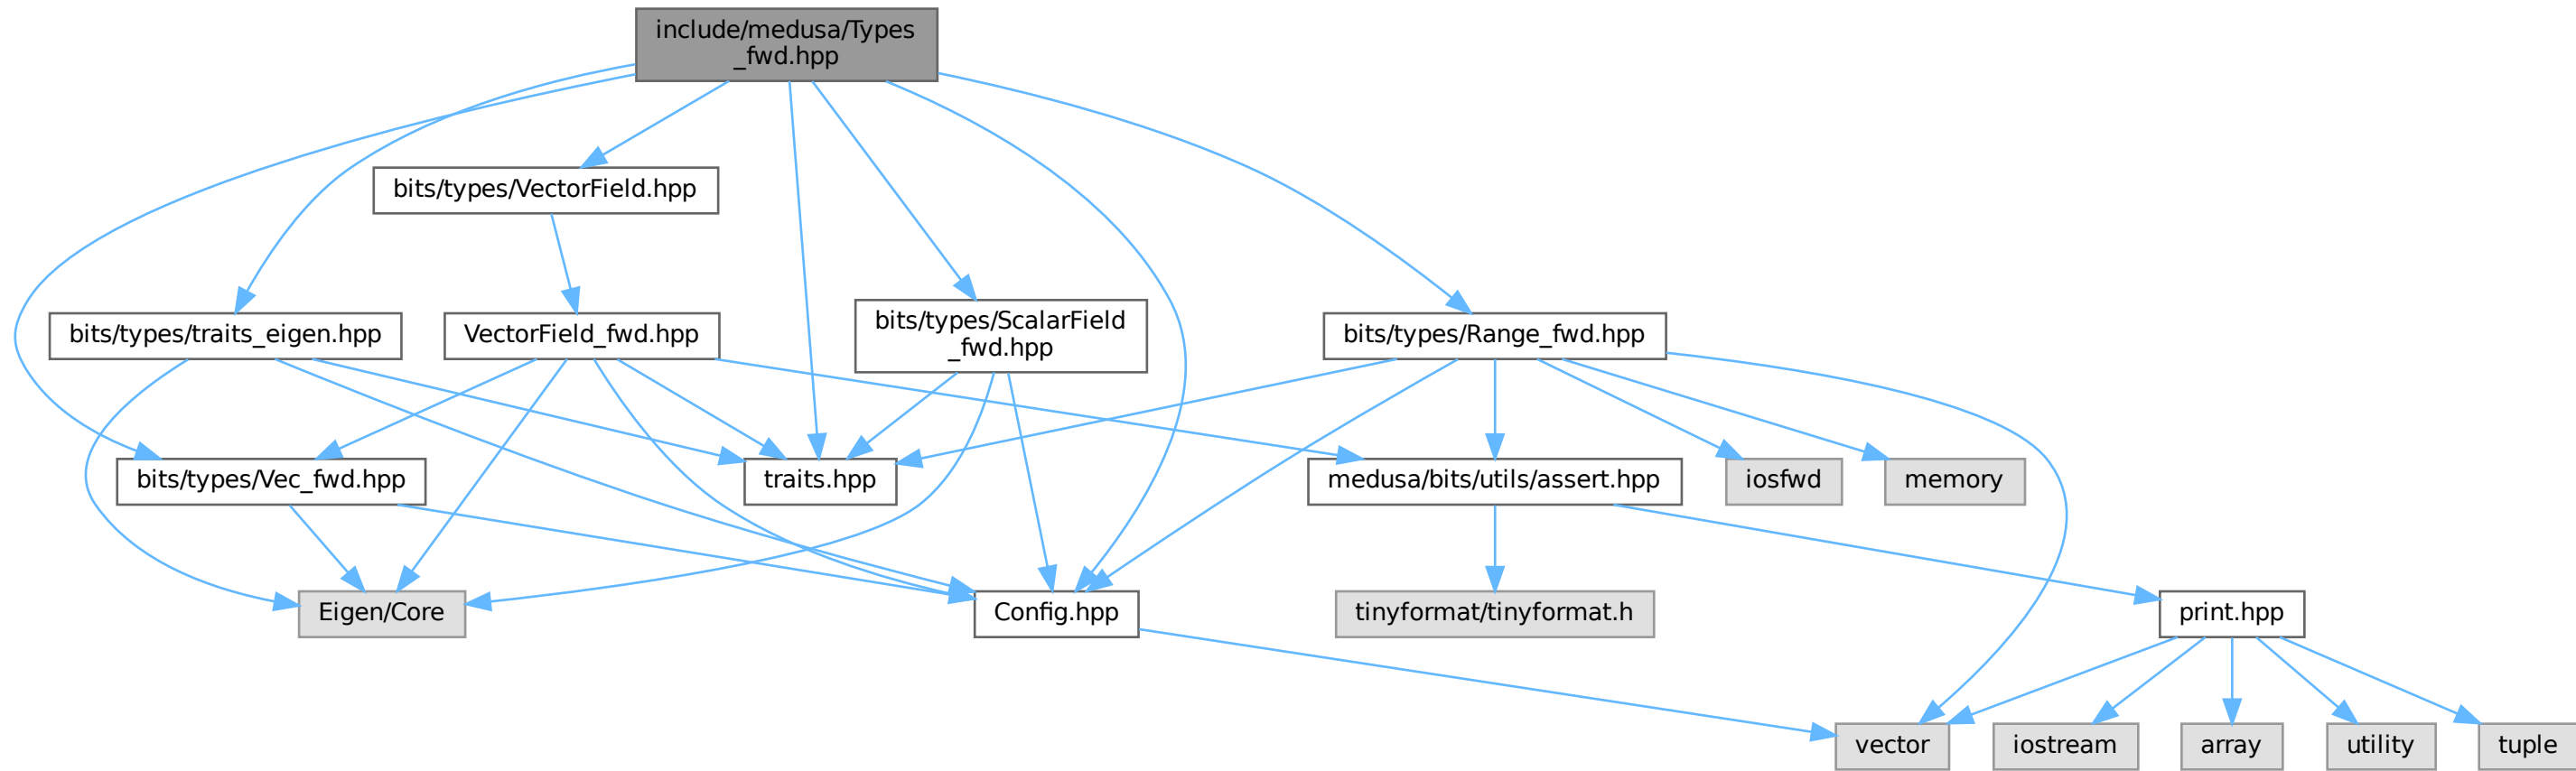 include/medusa/Types
_fwd.hpp
bits/types/VectorField.hpp
bits/types/traits_eigen.hpp
VectorField_fwd.hpp
bits/types/ScalarField
_fwd.hpp
bits/types/Range_fwd.hpp
bits/types/Vec_fwd.hpp
traits.hpp
medusa/bits/utils/assert.hpp
iosfwd
memory
Eigen/Core
Config.hpp
tinyformat/tinyformat.h
print.hpp
vector
iostream
array
utility
tuple